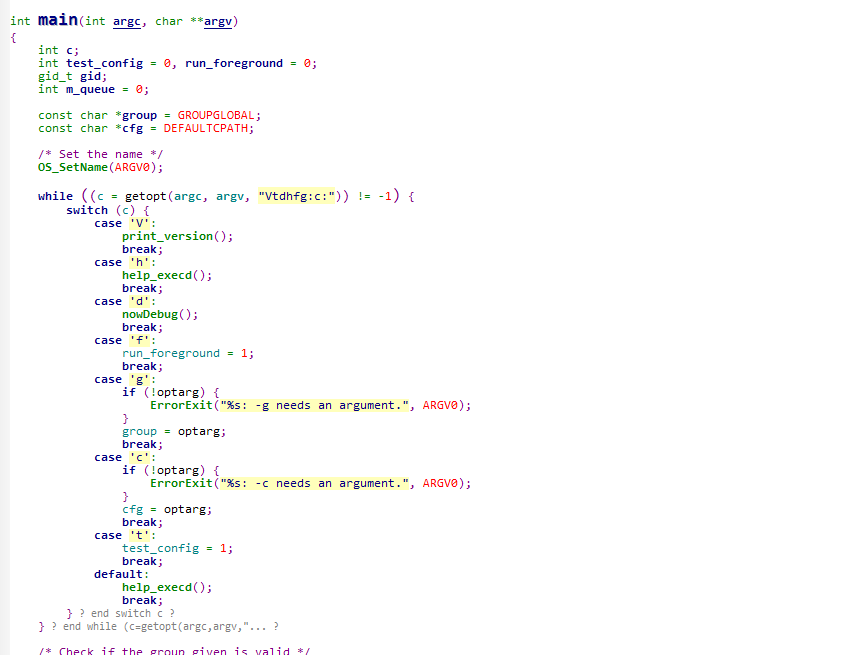 int main(int argc, char **argv)
{
    int c;
    int test_config = 0, run_foreground = 0;
    gid_t gid;
    int m_queue = 0;

    const char *group = GROUPGLOBAL;
    const char *cfg = DEFAULTCPATH;

    /* Set the name */
    OS_SetName(ARGV0);

    while ((c = getopt(argc, argv, "Vtdhfg:c:")) != -1) {
        switch (c) {
            case 'V':
                print_version();
                break;
            case 'h':
                help_execd();
                break;
            case 'd':
                nowDebug();
                break;
            case 'f':
                run_foreground = 1;
                break;
            case 'g':
                if (!optarg) {
                    ErrorExit("%s: -g needs an argument.", ARGV0);
                }
                group = optarg;
                break;
            case 'c':
                if (!optarg) {
                    ErrorExit("%s: -c needs an argument.", ARGV0);
                }
                cfg = optarg;
                break;
            case 't':
                test_config = 1;
                break;
            default:
                help_execd();
                break;
        } ? end switch c ?
    } ? end while (c=getopt(argc,argv,"... ?

    /* Check if the group given is valid */